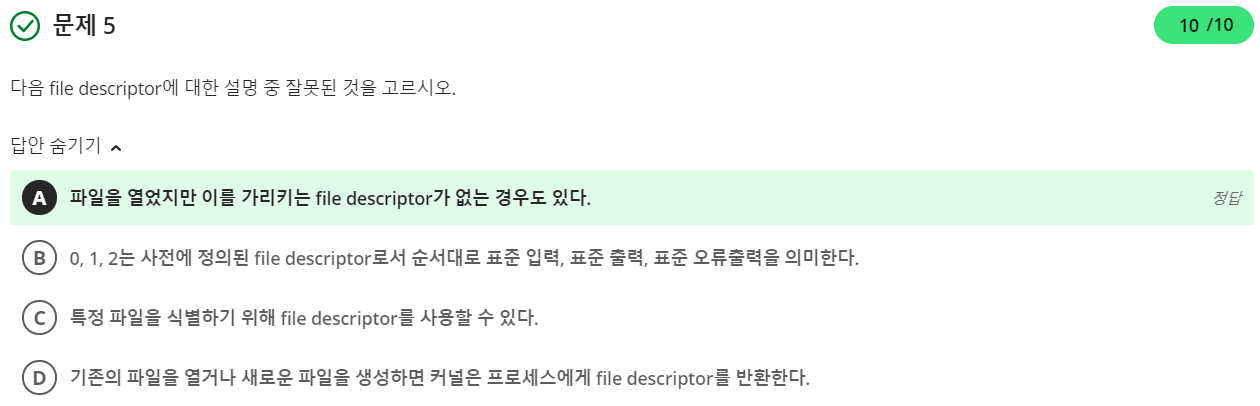 문제 5
10 /10
다음 file descriptor에 대한 설명 중 잘못된 것을 고르시오.
답안 숨기기
A 파일을 열었지만 이를 가리키는 file descriptor가 없는 경우도 있다. 정답
B 0, 1, 2는 사전에 정의된 file descriptor로서 순서대로 표준 입력, 표준 출력, 표준 오류출력을 의미한다.
C 특정 파일을 식별하기 위해 file descriptor를 사용할 수 있다.
D 기존의 파일을 열거나 새로운 파일을 생성하면 커널은 프로세스에게 file descriptor를 반환한다.